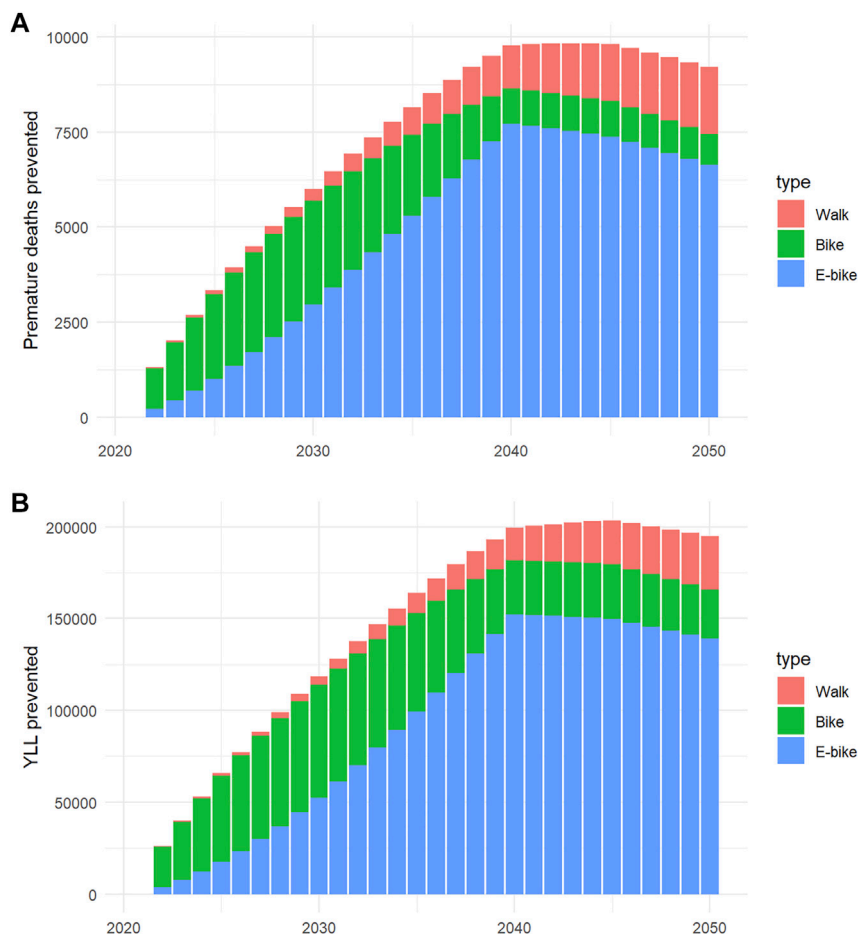 A
Premature deaths prevented
10000
7500
5000
2500
0
2020
2030
2040
2050
type
Walk
Bike
E-bike
B
YLL prevented
200000
150000
100000
50000
0
2020
2030
2040
2050
type
Walk
Bike
E-bike